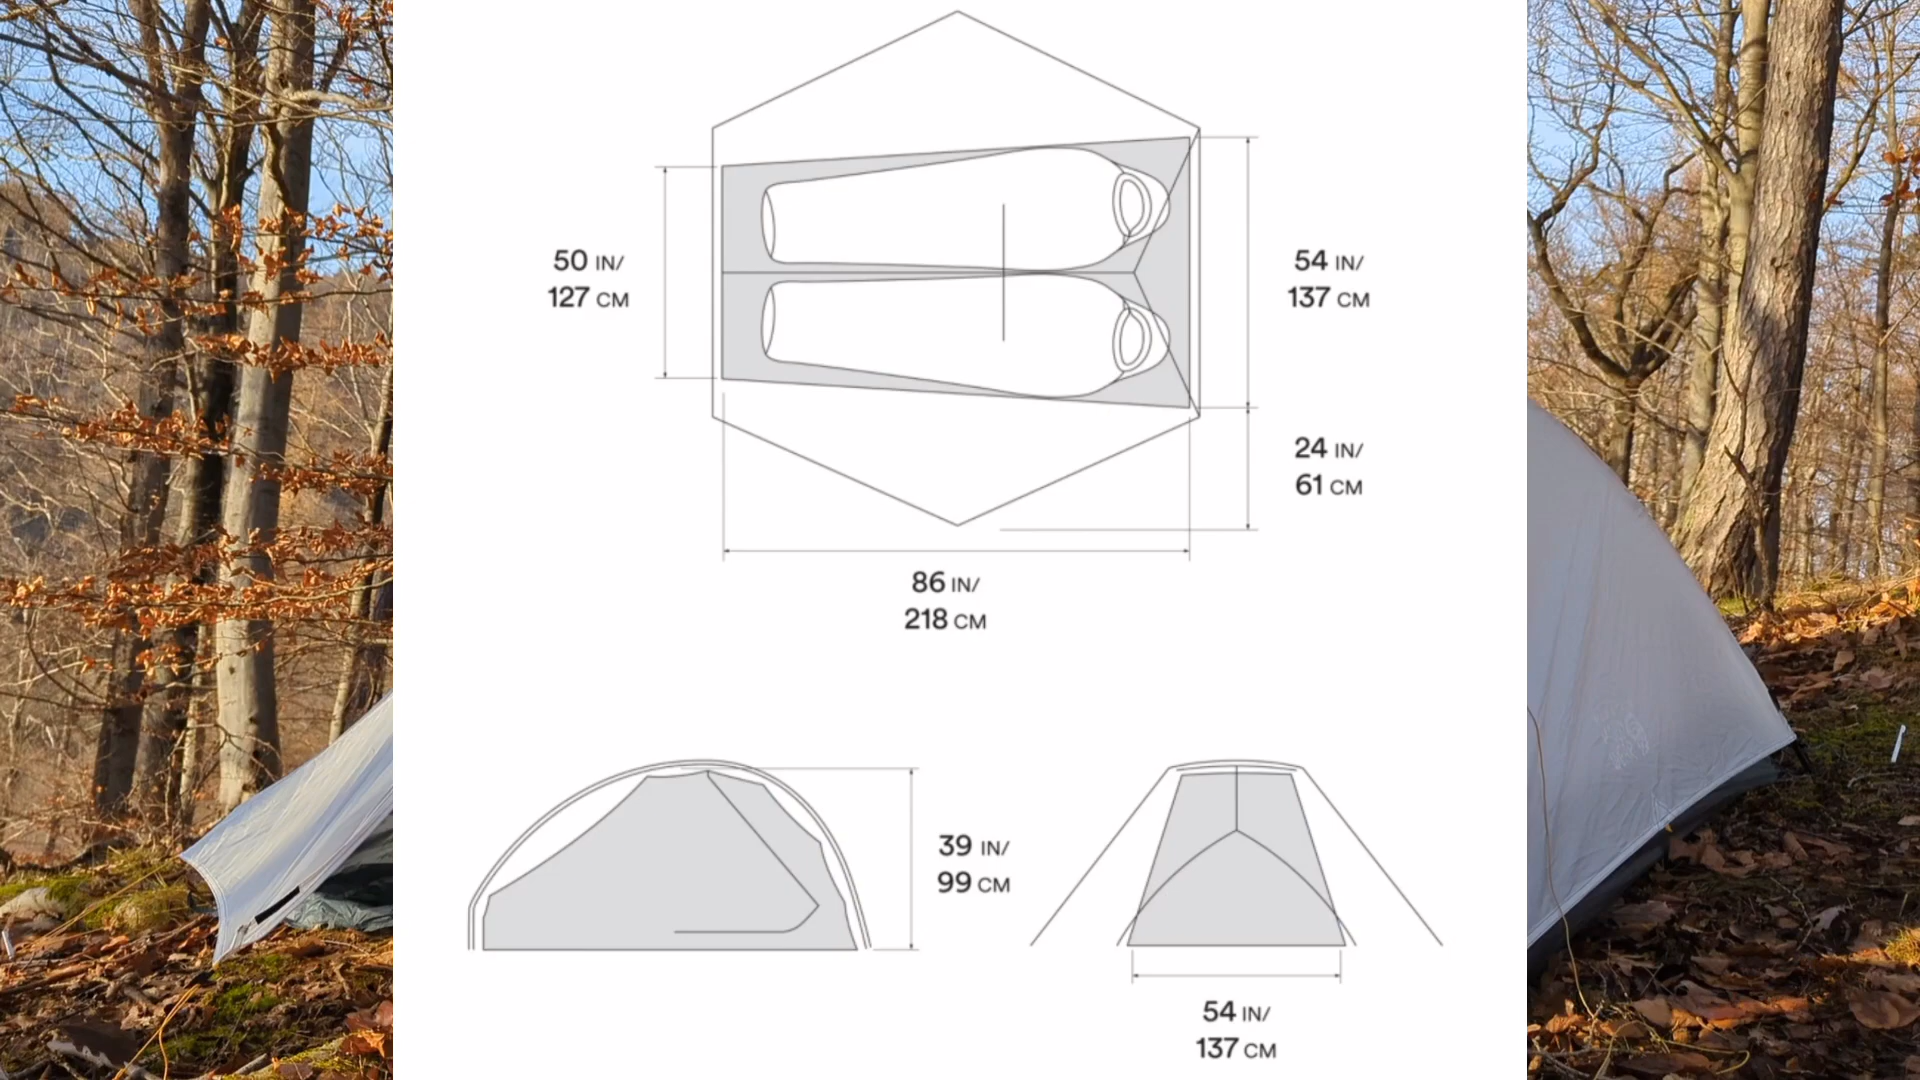 50 IN/
127 CM
54 IN/
137 CM
24 IN/
61 CM
86 IN/
218 CM
39 IN/
99 CM
54 IN/
137 CM